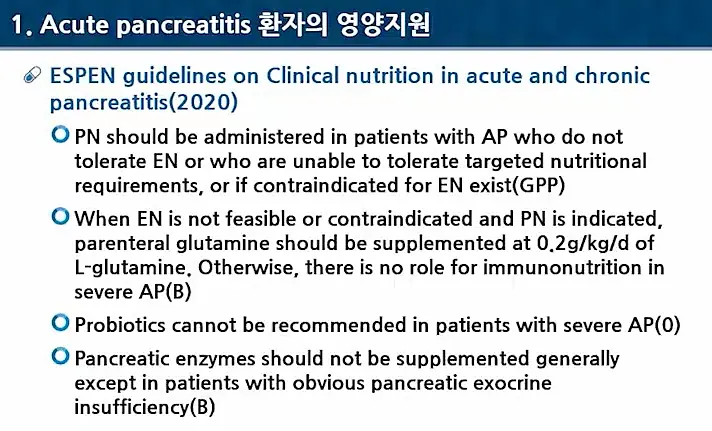 1. Acute pancreatitis 환자의 영양지원
ESPEN guidelines on Clinical nutrition in acute and chronic
pancreatitis(2020)
PN should be administered in patients with AP who do not
tolerate EN or who are unable to tolerate targeted nutritional
requirements, or if contraindicated for EN exist(GPP)
When EN is not feasible or contraindicated and PN is indicated,
parenteral glutamine should be supplemented at 0.2g/kg/d of
L-glutamine. Otherwise, there is no role for immunonutrition in
severe AP(B)
Probiotics cannot be recommended in patients with severe AP(0)
Pancreatic enzymes should not be supplemented generally
except in patients with obvious pancreatic exocrine
insufficiency(B)